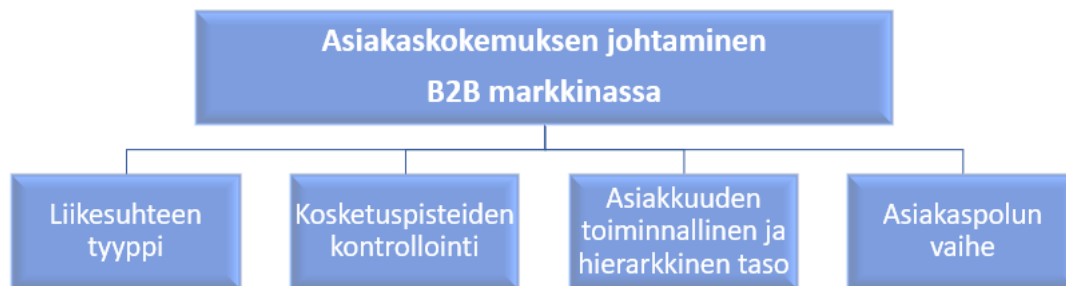 Asiakaskokemuksen johtaminen
B2B markkinassa
Liikesuhteen
tyyppi
Kosketuspisteiden
kontrollointi
Asiakkuuden
toiminnallinen ja
hierarkkinen taso
Asiakaspolun
vaihe